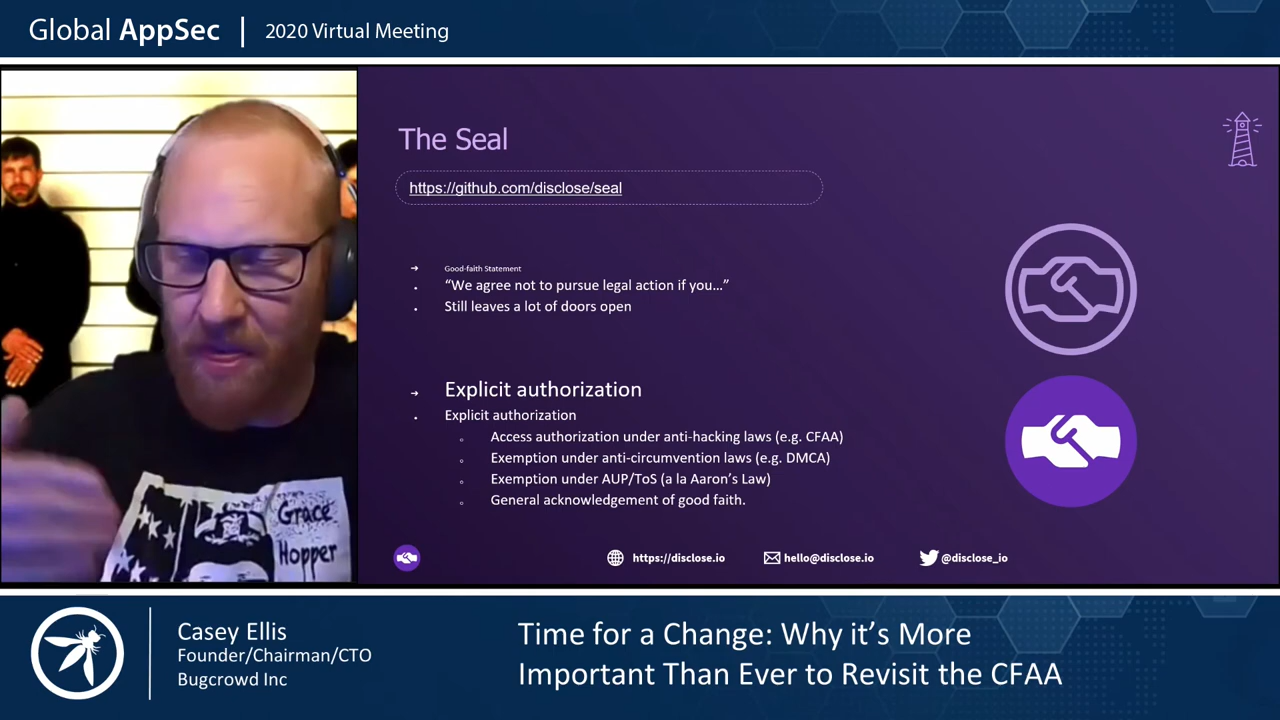 Global AppSec | 2020 Virtual Meeting
The Seal
https://github.com/disclose/seal
Good-faith Statement
“We agree not to pursue legal action if you…”
Still leaves a lot of doors open
Explicit authorization
Explicit authorization
Access authorization under anti-hacking laws (e.g. CFAA)
Exemption under anti-circumvention laws (e.g. DMCA)
Exemption under AUP/ToS (a la Aaron’s Law)
General acknowledgement of good faith.
https://disclose.io
hello@disclose.io
@disclose_io
Grace
Hopper
Casey Ellis
Founder/Chairman/CTO
Bugcrowd Inc
Time for a Change: Why it’s More
Important Than Ever to Revisit the CFAA